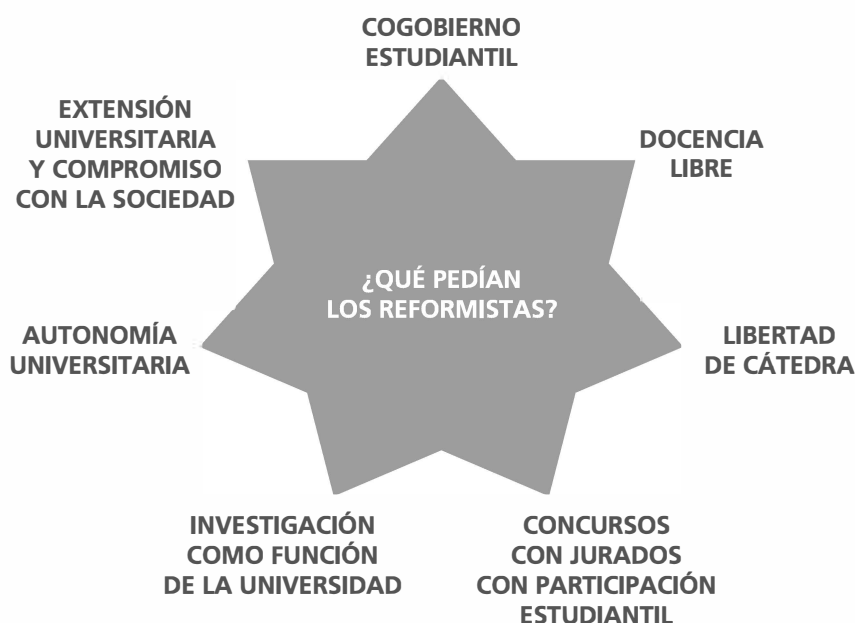 COGOBIERNO
ESTUDIANTIL
EXTENSIÓN
UNIVERSITARIA
Y COMPROMISO
CON LA SOCIEDAD
DOCENCIA
LIBRE
¿QUÉ PEDÍAN
LOS REFORMISTAS?
AUTONOMÍA
UNIVERSITARIA
LIBERTAD
DE CÁTEDRA
INVESTIGACIÓN
COMO FUNCIÓN
DE LA UNIVERSIDAD
CONCURSOS
CON JURADOS
CON PARTICIPACIÓN
ESTUDIANTIL